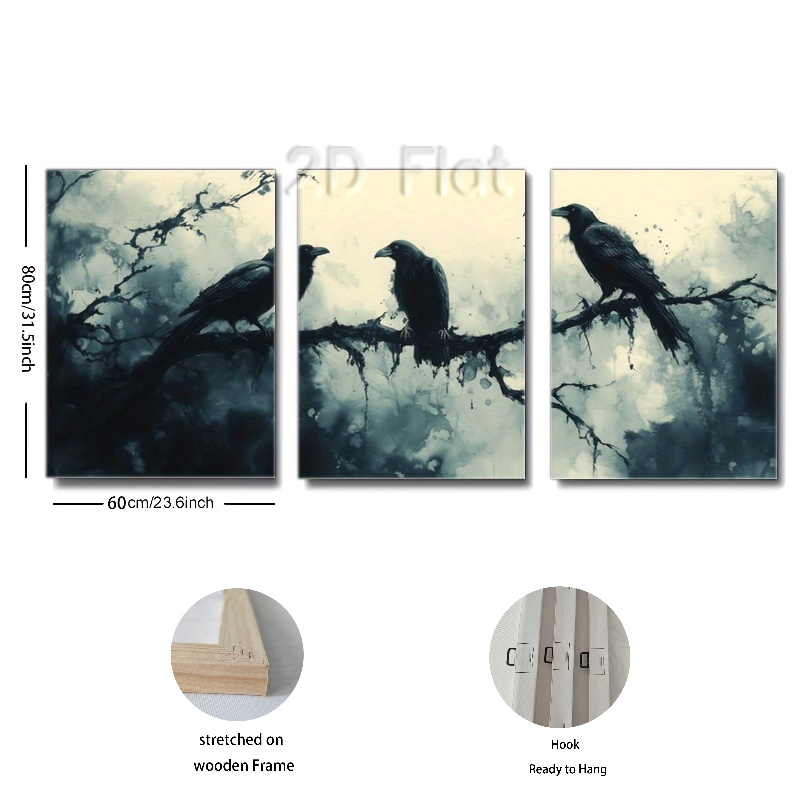 2D Flat
80cm/31.5inch
60cm/23.6inch
stretched on
wooden Frame
Hook
Ready to Hang